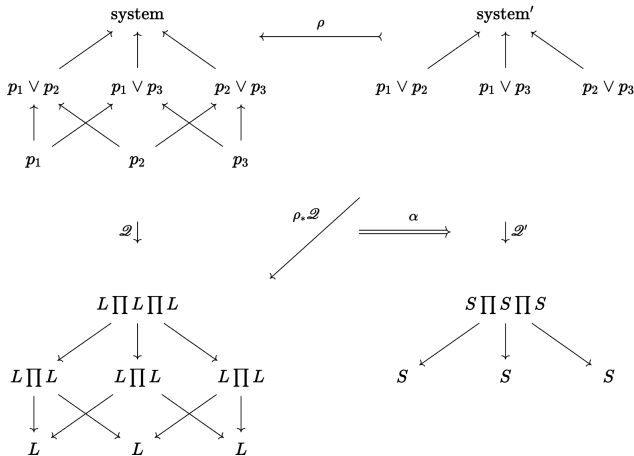 system ρ system′
p₁ ∨ p₂ p₁ ∨ p₃ p₂ ∨ p₃ p₁ ∨ p₂ p₁ ∨ p₃ p₂ ∨ p₃
p₁ p₂ p₃
𝒬 ρ∗𝒬 α 𝒬′
L ∏ L ∏ L S ∏ S ∏ S
L ∏ L L ∏ L L ∏ L S S S
L L L